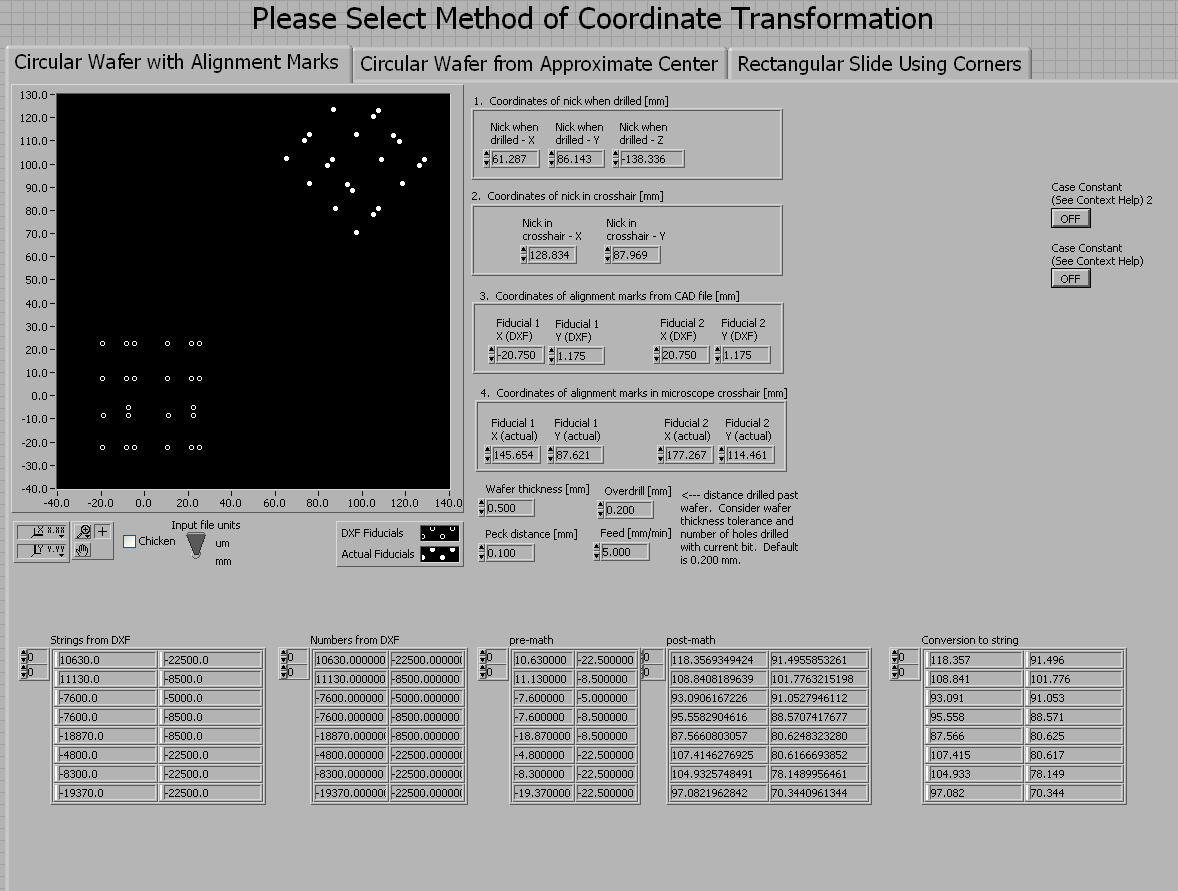 Please Select Method of Coordinate Transformation
Circular Wafer with Alignment Marks
Circular Wafer from Approximate Center
Rectangular Slide Using Corners
130.0
120.0
110.0
100.0
90.0
80.0
70.0
60.0
50.0
40.0
30.0
20.0
10.0
0.0
-10.0
-20.0
-30.0
-40.0
-40.0 -20.0 0.0 20.0 40.0 60.0 80.0 100.0 120.0 140.0
Input file units
Chicken
um
mm
DXF Fiducials
Actual Fiducials
1. Coordinates of nick when drilled [mm]
Nick when
drilled - X
Nick when
drilled - Y
Nick when
drilled - Z
61.287
86.143
-138.336
2. Coordinates of nick in crosshair [mm]
Nick in
crosshair - X
Nick in
crosshair - Y
128.834
87.969
3. Coordinates of alignment marks from CAD file [mm]
Fiducial 1
X (DXF)
Fiducial 1
Y (DXF)
Fiducial 2
X (DXF)
Fiducial 2
Y (DXF)
-20.750
1.175
20.750
1.175
4. Coordinates of alignment marks in microscope crosshair [mm]
Fiducial 1
X (actual)
Fiducial 1
Y (actual)
Fiducial 2
X (actual)
Fiducial 2
Y (actual)
145.654
87.621
177.267
114.461
Wafer thickness [mm]
0.500
Overdrill [mm]
0.200
Peck distance [mm]
0.100
Feed [mm/min]
5.000
<--- distance drilled past
wafer. Consider wafer
thickness tolerance and
number of holes drilled
with current bit. Default
is 0.200 mm.
Case Constant
(See Context Help) 2
OFF
Case Constant
(See Context Help)
OFF
Strings from DXF
0
0
10630.0 -22500.0
11130.0 -8500.0
-7600.0 -5000.0
-7600.0 -8500.0
-18870.0 -8500.0
-4800.0 -22500.0
-8300.0 -22500.0
-19370.0 -22500.0
Numbers from DXF
0
0
10630.000000 -22500.00000
11130.000000 -8500.000000
-7600.000000 -5000.000000
-7600.000000 -8500.000000
-18870.00000 -8500.000000
-4800.000000 -22500.00000
-8300.000000 -22500.00000
-19370.00000 -22500.00000
pre-math
0
0
10.630000 -22.500000
11.130000 -8.500000
-7.600000 -5.000000
-7.600000 -8.500000
-18.870000 -8.500000
-4.800000 -22.500000
-8.300000 -22.500000
-19.370000 -22.500000
post-math
0
0
118.3569349424 91.4955853261
108.8408189639 101.7763215198
93.0906167226 91.0527946112
95.5582904616 88.5707417677
87.5660803057 80.6248323280
107.4146276925 80.6166693852
104.9325748491 78.1489956461
97.0821962842 70.3440961344
Conversion to string
0
0
118.357 91.496
108.841 101.776
93.091 91.053
95.558 88.571
87.566 80.625
107.415 80.617
104.933 78.149
97.082 70.344